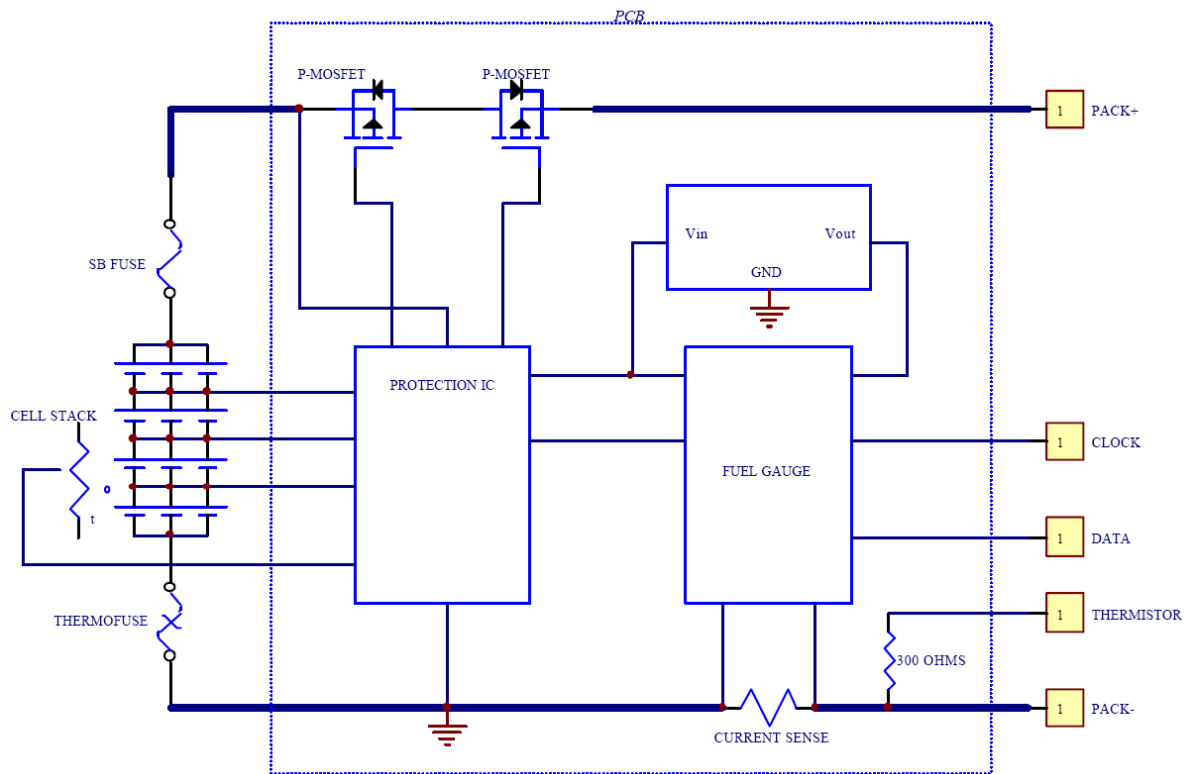 PCB
P-MOSFET
P-MOSFET
1
PACK+
Vin
Vout
GND
SB FUSE
PROTECTION IC
CELL STACK
1
CLOCK
FUEL GAUGE
o
t
1
DATA
THERMOFUSE
1
THERMISTOR
300 OHMS
1
PACK-
CURRENT SENSE